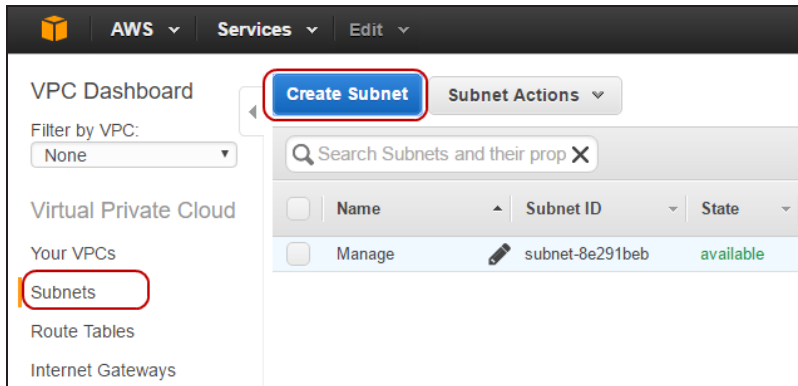 AWS Services Edit
VPC Dashboard
Filter by VPC:
None
Virtual Private Cloud
Your VPCs
Subnets
Route Tables
Internet Gateways
Create Subnet Subnet Actions
Search Subnets and their prop
Name Subnet ID State
Manage subnet-8e291beb available